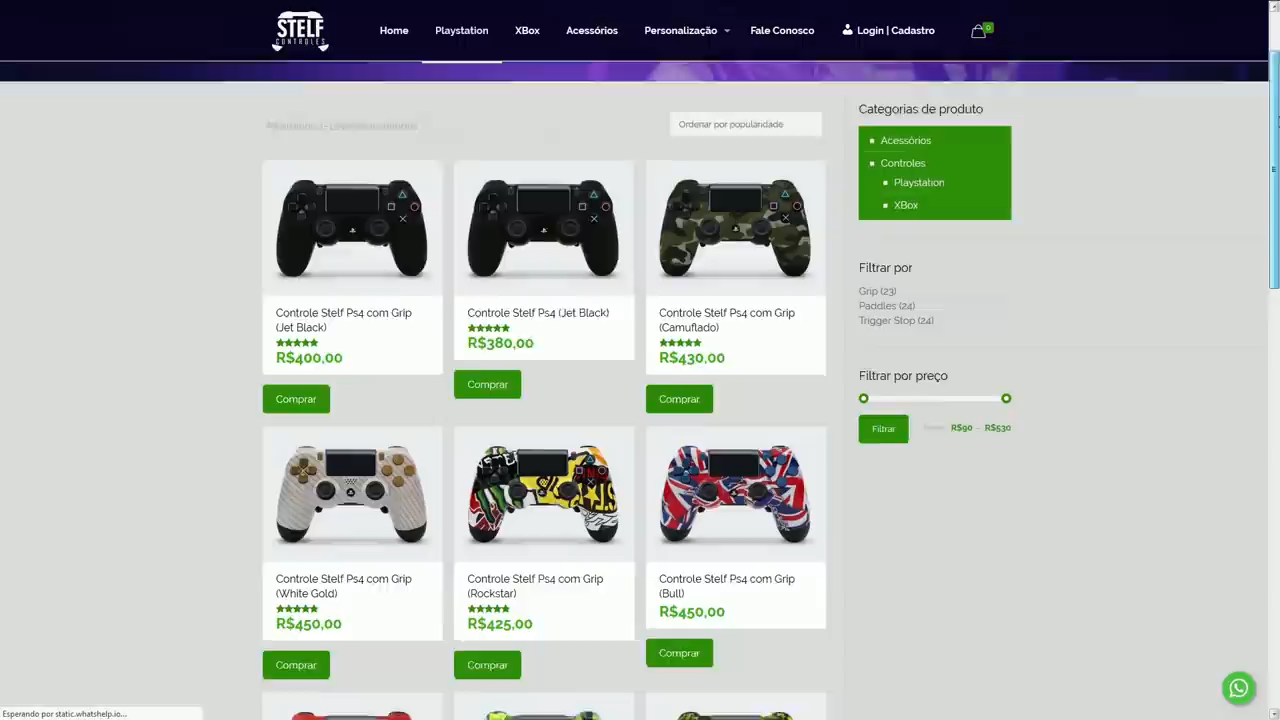 STELF
CONTROLES
Home
Playstation
XBox
Acessórios
Personalização
Fale Conosco
Login | Cadastro
0
Ordenar por popularidade
Controle Stelf Ps4 com Grip
(Jet Black)
R$400,00
Comprar
Controle Stelf Ps4 (Jet Black)
R$380,00
Comprar
Controle Stelf Ps4 com Grip
(Camuflado)
R$430,00
Comprar
Controle Stelf Ps4 com Grip
(White Gold)
R$450,00
Comprar
Controle Stelf Ps4 com Grip
(Rockstar)
R$425,00
Comprar
Controle Stelf Ps4 com Grip
(Bull)
R$450,00
Comprar
Categorias de produto
Acessórios
Controles
Playstation
XBox
Filtrar por
Grip (23)
Paddles (24)
Trigger Stop (24)
Filtrar por preço
Filtrar
R$90 — R$530
Esperando por static.whatshelp.io...